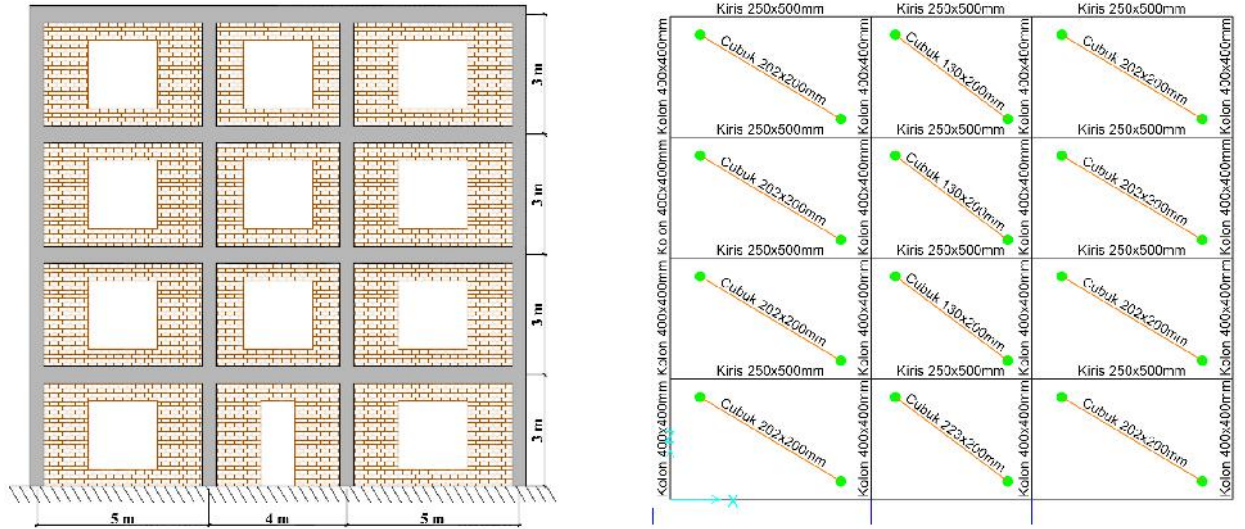 3 m
3 m
3 m
3 m
5 m
4 m
5 m
Kiris 250x500mm
Kiris 250x500mm
Kiris 250x500mm
Kolon 400x400mm
Cubuk 202x200mm
Kolon 400x400mm
Cubuk 130x200mm
Kolon 400x400mm
Cubuk 202x200mm
Kolon 400x400mm
Kiris 250x500mm
Kiris 250x500mm
Kiris 250x500mm
Kolon 400x400mm
Cubuk 202x200mm
Kolon 400x400mm
Cubuk 130x200mm
Kolon 400x400mm
Cubuk 202x200mm
Kolon 400x400mm
Kiris 250x500mm
Kiris 250x500mm
Kiris 250x500mm
Kolon 400x400mm
Cubuk 202x200mm
Kolon 400x400mm
Cubuk 130x200mm
Kolon 400x400mm
Cubuk 202x200mm
Kolon 400x400mm
Kiris 250x500mm
Kiris 250x500mm
Kiris 250x500mm
Kolon 400x400mm
Cubuk 202x200mm
Kolon 400x400mm
Cubuk 223x200mm
Kolon 400x400mm
Cubuk 202x200mm
Kolon 400x400mm
X